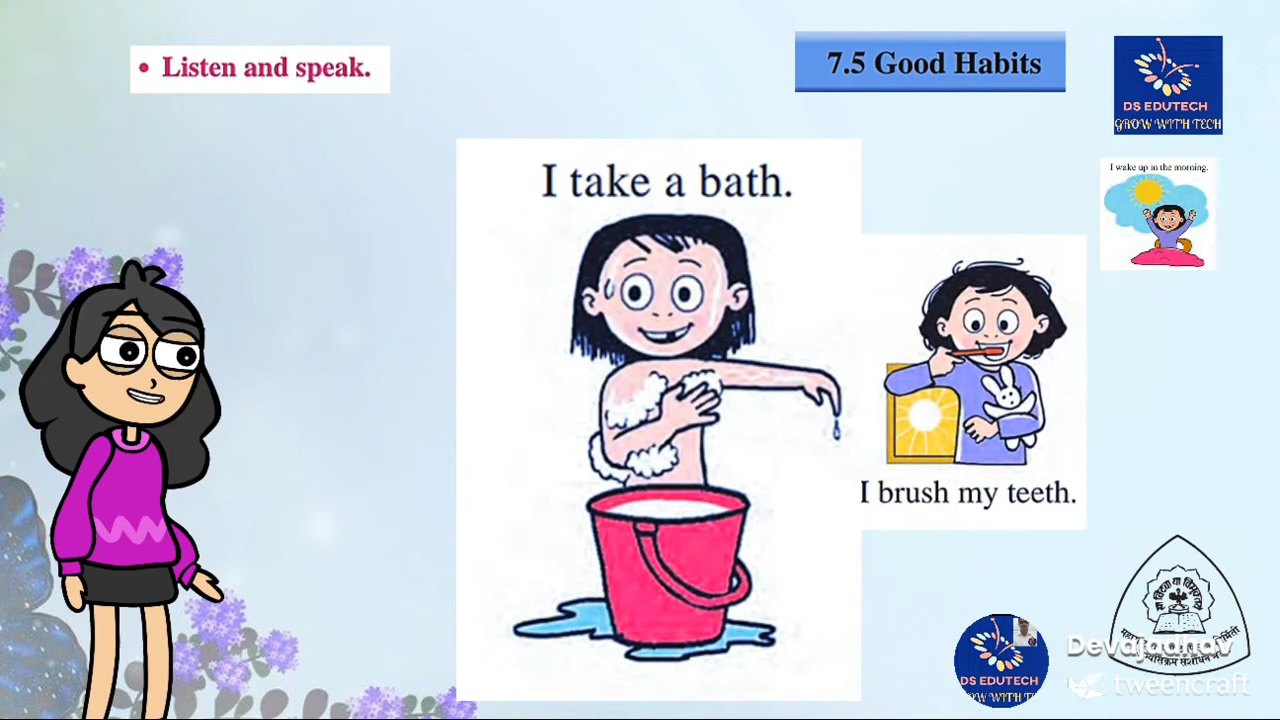 • Listen and speak.
7.5 Good Habits
DS EDUTECH
GROW WITH TECH
I wake up in the morning.
I take a bath.
I brush my teeth.
DS EDUTECH
Devajadhav
tweencraft